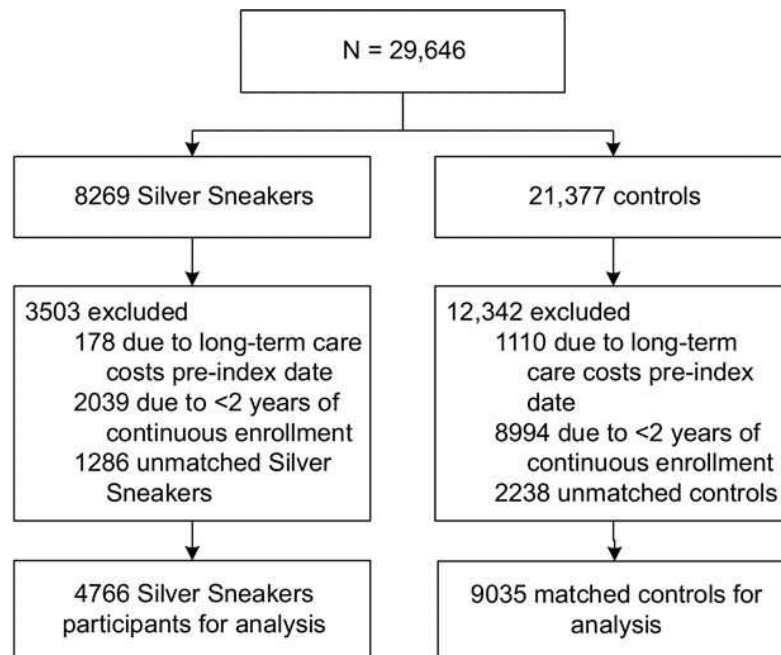 N = 29,646
8269 Silver Sneakers
21,377 controls
3503 excluded
178 due to long-term care
costs pre-index date
2039 due to <2 years of
continuous enrollment
1286 unmatched Silver
Sneakers
12,342 excluded
1110 due to long-term
care costs pre-index
date
8994 due to <2 years of
continuous enrollment
2238 unmatched controls
4766 Silver Sneakers
participants for analysis
9035 matched controls for
analysis